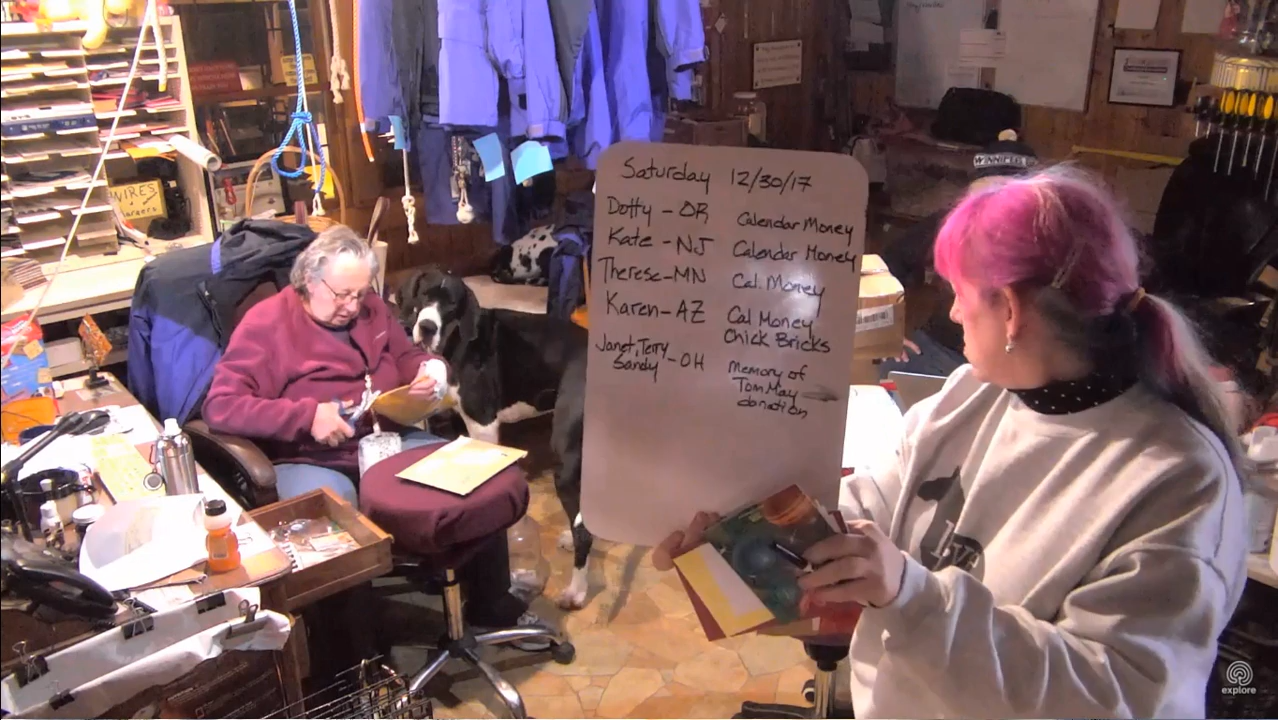 Saturday 12/30/17
Dotty - OR Calendar Money
Kate - NJ Calendar Money
Therese - MN Cal. Money
Karen - AZ Cal Money
Chick Bricks
Janet, Terry
Sandy - OH Memory of
Tom May
donation
WIRES
WINNIPEG
explore